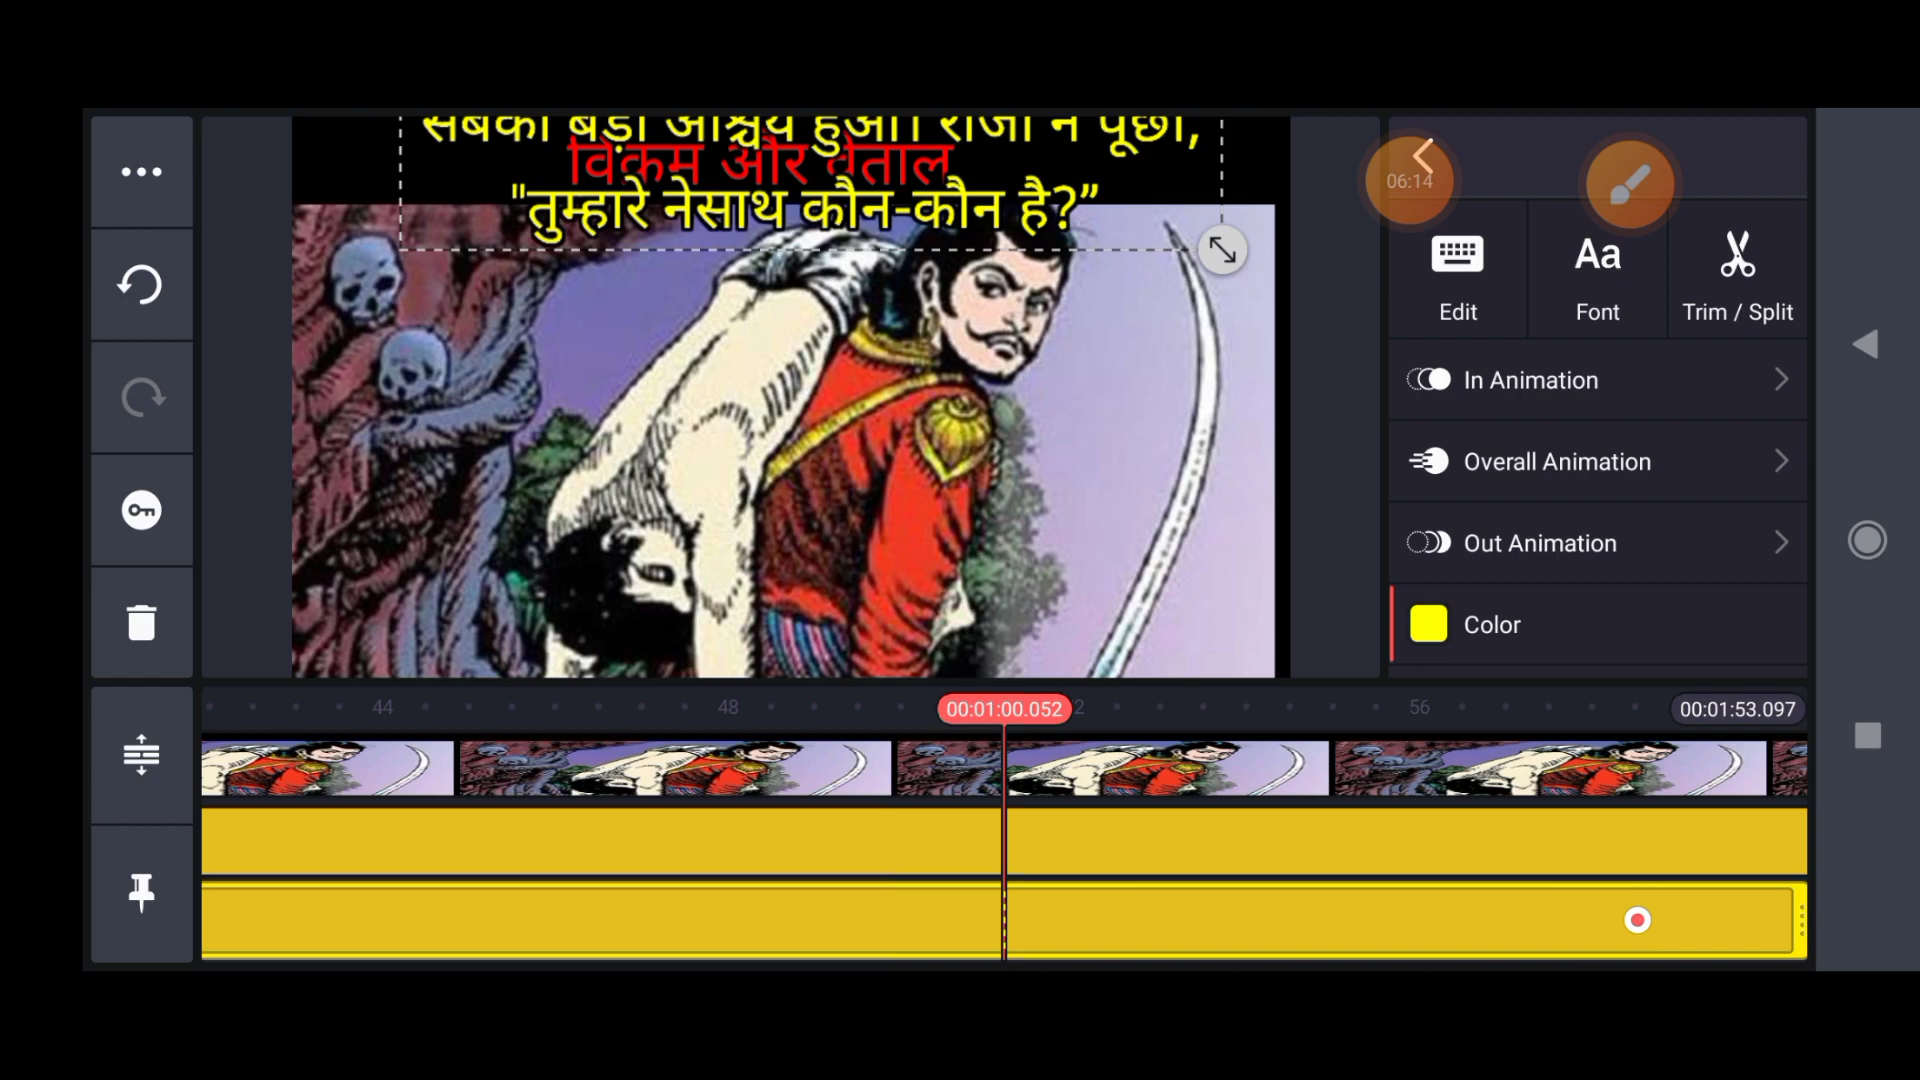 सबको बड़ा आश्चर्य हुआ। राजा ने पूछा,
विक्रम और वेताल
"तुम्हारे नेसाथ कौन-कौन है?”
06:14
Edit
Aa
Font
Trim / Split
In Animation
Overall Animation
Out Animation
Color
44
48
00:01:00.052
2
56
00:01:53.097